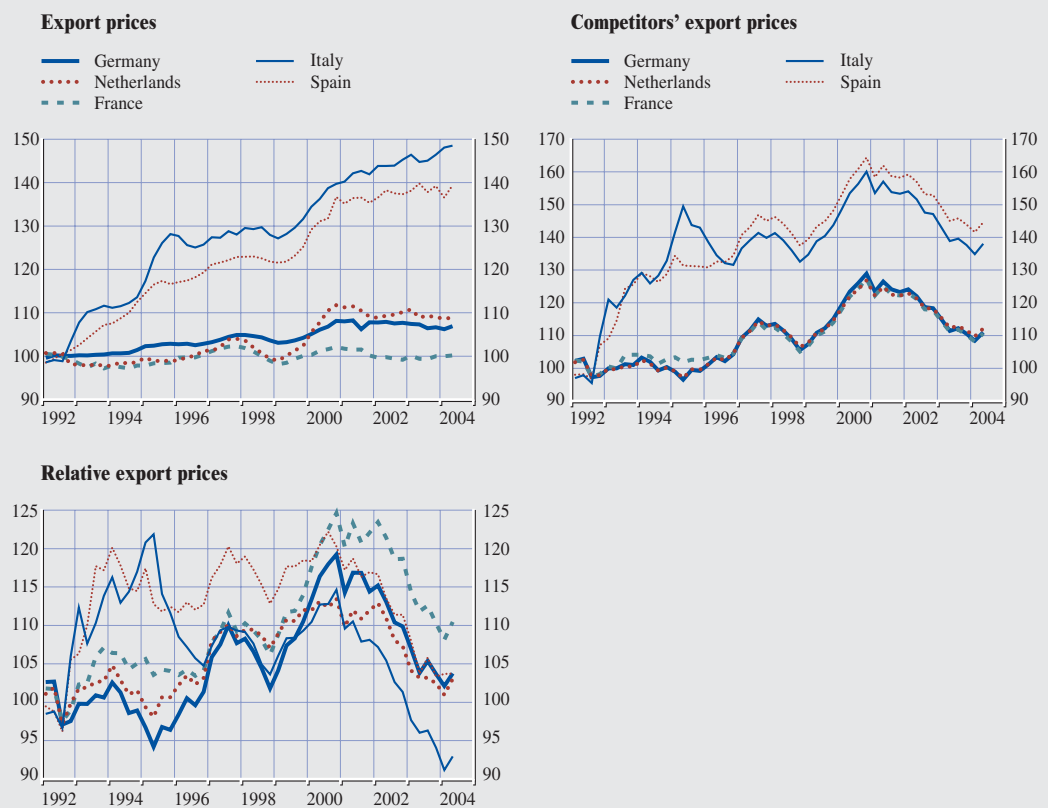 Export prices
Germany Italy
Netherlands Spain
France
150 150
140 140
130 130
120 120
110 110
100 100
90 90
1992 1994 1996 1998 2000 2002 2004
Competitors’ export prices
Germany Italy
Netherlands Spain
France
170 170
160 160
150 150
140 140
130 130
120 120
110 110
100 100
90 90
1992 1994 1996 1998 2000 2002 2004
Relative export prices
125 125
120 120
115 115
110 110
105 105
100 100
95 95
90 90
1992 1994 1996 1998 2000 2002 2004